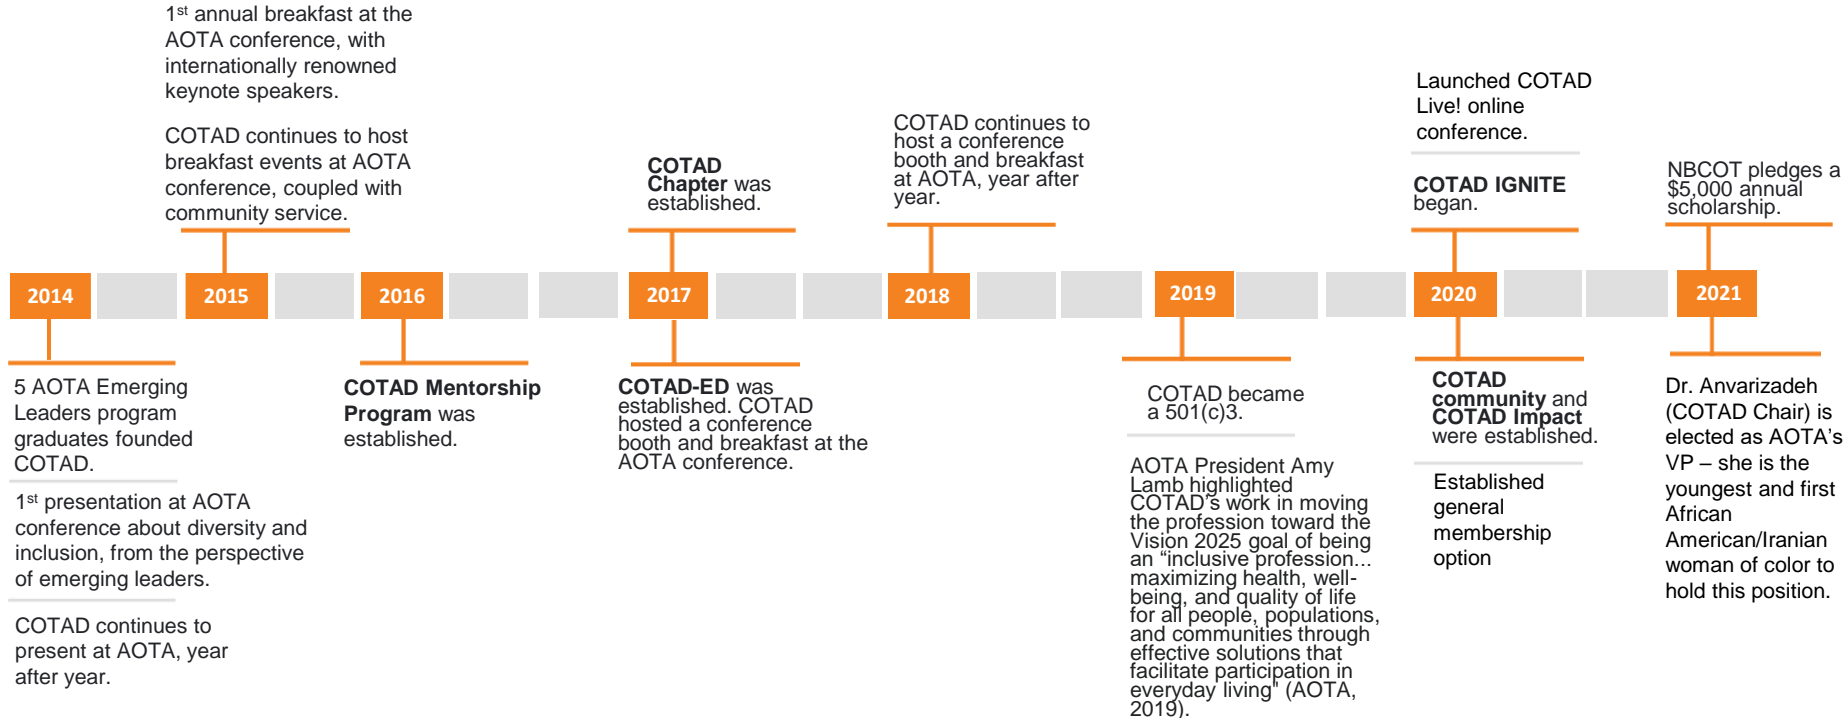 1st annual breakfast at the
AOTA conference, with
internationally renowned
keynote speakers.
COTAD continues to host
breakfast events at AOTA
conference, coupled with
community service.
COTAD
Chapter was
established.
COTAD continues to
host a conference
booth and breakfast
at AOTA, year after
year.
Launched COTAD
Live! online
conference.
COTAD IGNITE
began.
NBCOT pledges a
$5,000 annual
scholarship.
2014
2015
2016
2017
2018
2019
2020
2021
5 AOTA Emerging
Leaders program
graduates founded
COTAD.
1st presentation at AOTA
conference about diversity and
inclusion, from the perspective
of emerging leaders.
COTAD continues to
present at AOTA, year
after year.
COTAD Mentorship
Program was
established.
COTAD-ED was
established. COTAD
hosted a conference
booth and breakfast at the
AOTA conference.
COTAD became
a 501(c)3.
AOTA President Amy
Lamb highlighted
COTAD's work in moving
the profession toward the
Vision 2025 goal of being
an “inclusive profession...
maximizing health, well-
being, and quality of life
for all people, populations,
and communities through
effective solutions that
facilitate participation in
everyday living" (AOTA,
2019).
COTAD
community and
COTAD Impact
were established.
Established
general
membership
option
Dr. Anvarizadeh
(COTAD Chair) is
elected as AOTA’s
VP – she is the
youngest and first
African
American/Iranian
woman of color to
hold this position.